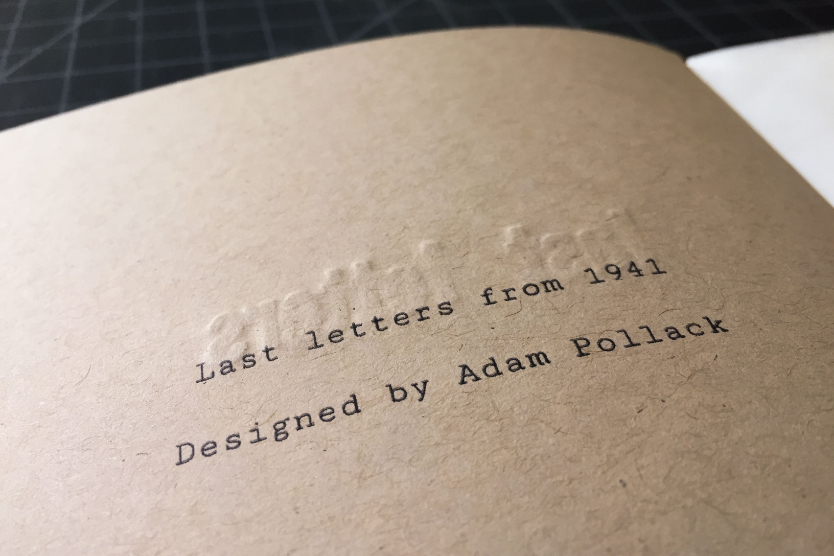 Last letters from 1941
Designed by Adam Pollack